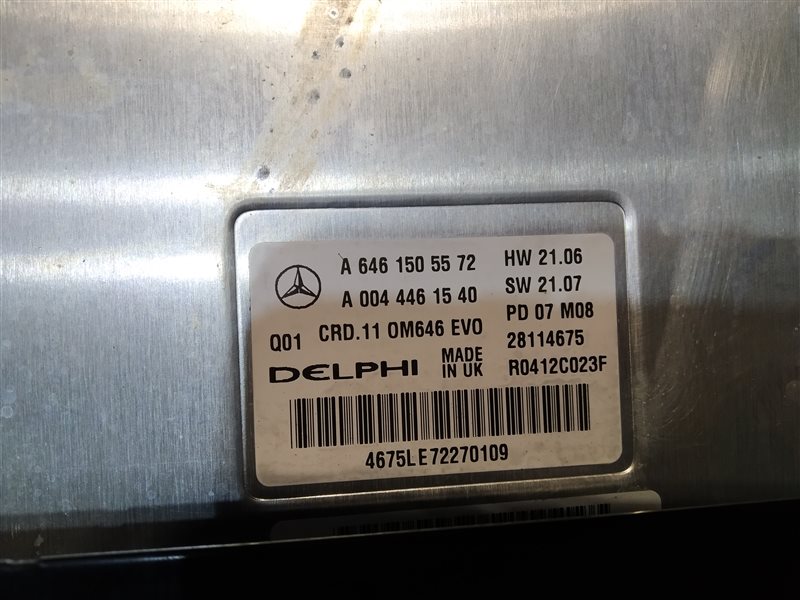 A 646 150 55 72 HW 21.06
A 004 446 15 40 SW 21.07
Q01 CRD.11 OM646 EVO PD 07 M08
28114675
DELPHI MADE IN UK R0412C023F
4675LE72270109